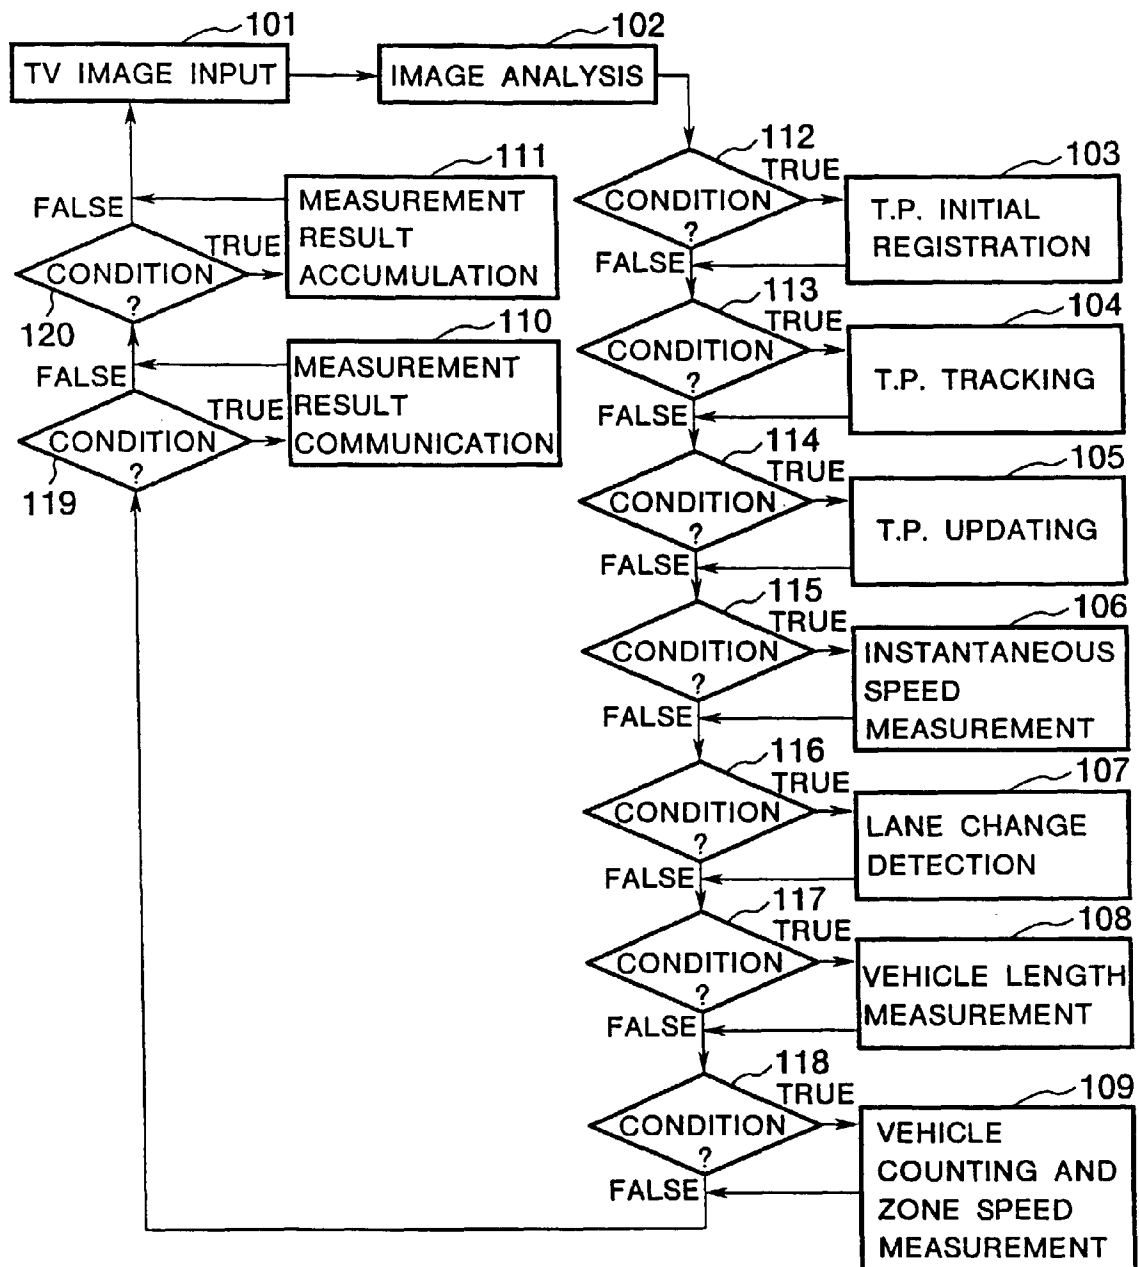 101
TV IMAGE INPUT
102
IMAGE ANALYSIS
112
CONDITION
?
TRUE
FALSE
103
T.P. INITIAL
REGISTRATION
113
CONDITION
?
TRUE
FALSE
104
T.P. TRACKING
114
CONDITION
?
TRUE
FALSE
105
T.P. UPDATING
115
CONDITION
?
TRUE
FALSE
106
INSTANTANEOUS
SPEED
MEASUREMENT
116
CONDITION
?
TRUE
FALSE
107
LANE CHANGE
DETECTION
117
CONDITION
?
TRUE
FALSE
108
VEHICLE LENGTH
MEASUREMENT
118
CONDITION
?
TRUE
FALSE
109
VEHICLE
COUNTING AND
ZONE SPEED
MEASUREMENT
119
CONDITION
?
TRUE
FALSE
110
MEASUREMENT
RESULT
COMMUNICATION
120
CONDITION
?
TRUE
FALSE
111
MEASUREMENT
RESULT
ACCUMULATION